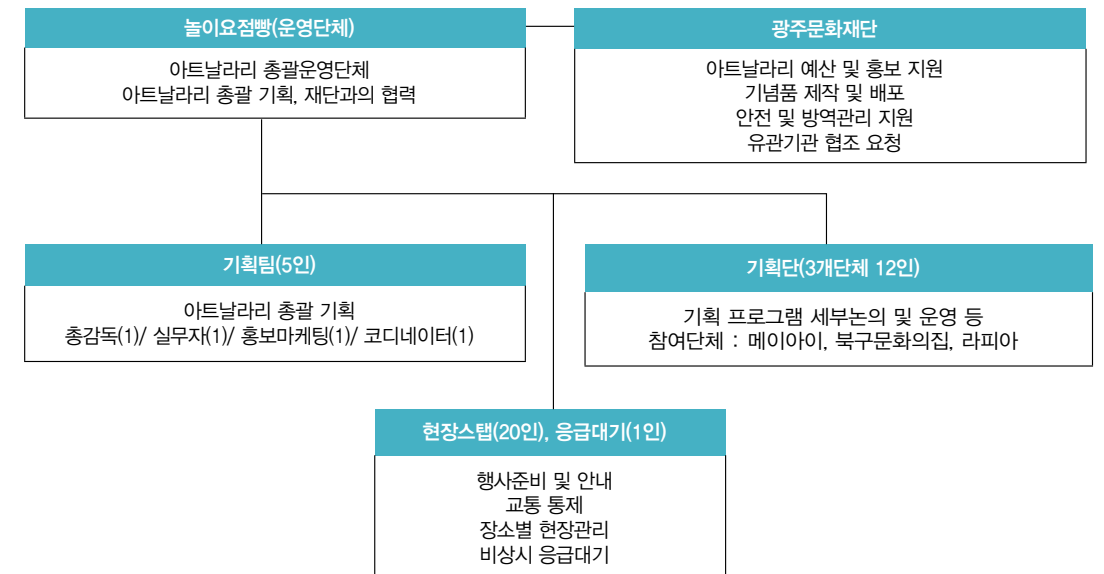 놀이요점빵(운영단체)
아트날라리 총괄운영단체
아트날라리 총괄 기획, 재단과의 협력
광주문화재단
아트날라리 예산 및 홍보 지원
기념품 제작 및 배포
안전 및 방역관리 지원
유관기관 협조 요청
기획팀(5인)
아트날라리 총괄 기획
총감독(1)/ 실무자(1)/ 홍보마케팅(1)/ 코디네이터(1)
기획단(3개단체 12인)
기획 프로그램 세부논의 및 운영 등
참여단체 : 메이아이, 북구문화의집, 라피아
현장스탭(20인), 응급대기(1인)
행사준비 및 안내
교통 통제
장소별 현장관리
비상시 응급대기